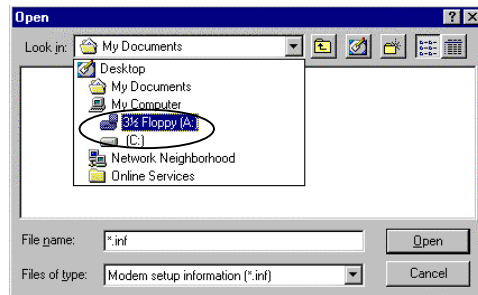 Open
Look in: My Documents
Desktop
My Documents
My Computer
3½ Floppy (A:
(C:)
Network Neighborhood
Online Services
File name: *.inf Open
Files of type: Modem setup information (*.inf) Cancel